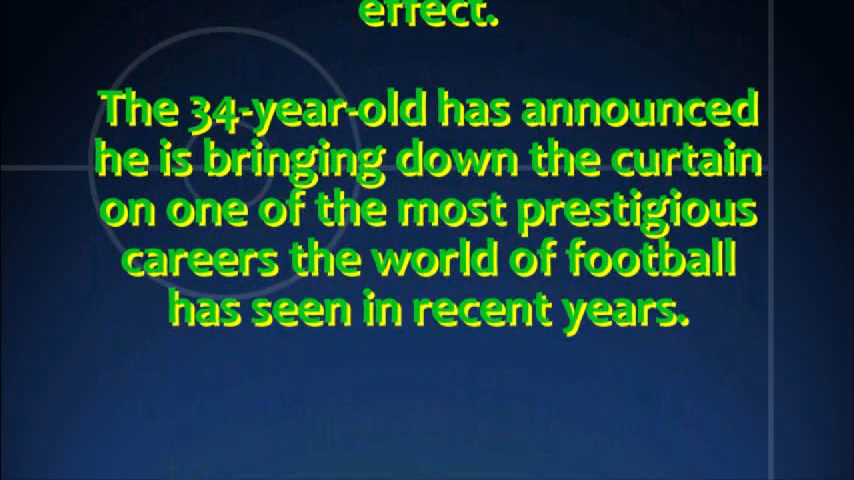 effect.
The 34-year-old has announced
he is bringing down the curtain
on one of the most prestigious
careers the world of football
has seen in recent years.